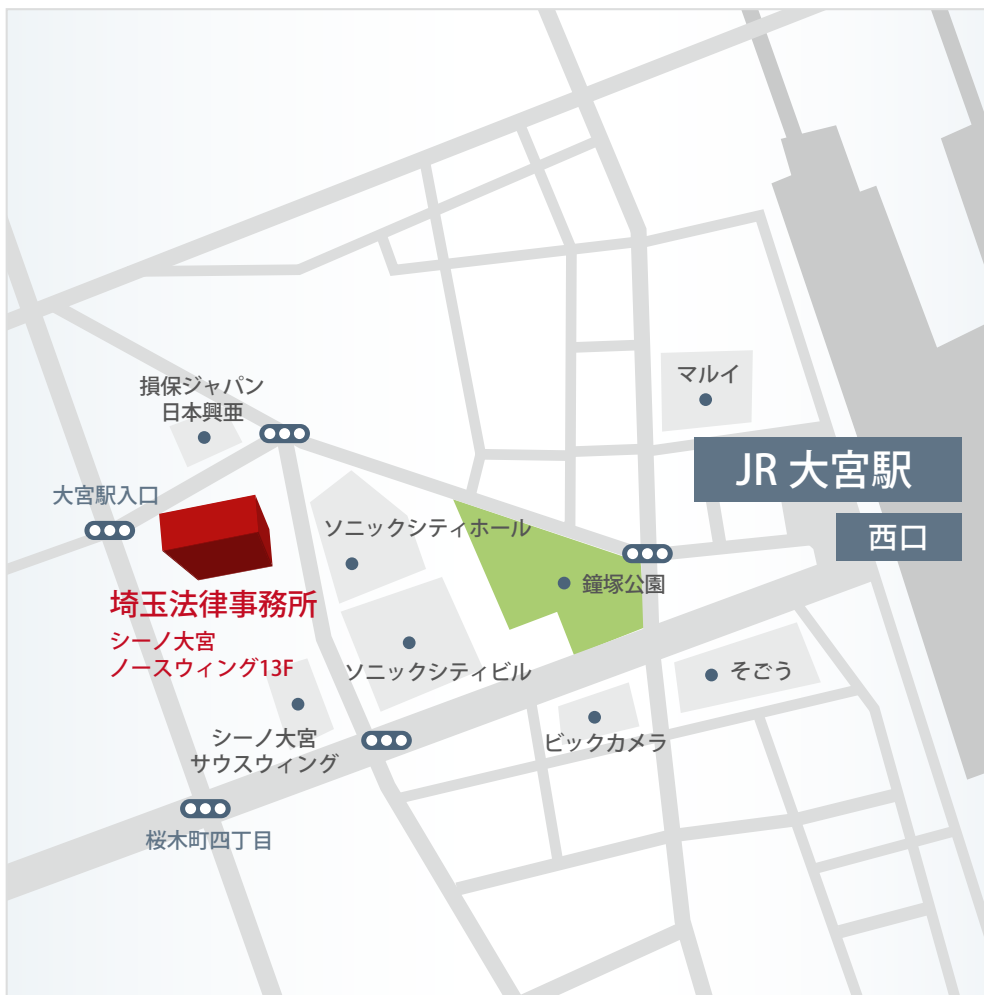 マルイ
損保ジャパン
日本興亜
JR 大宮駅
大宮駅入口
ソニックシティホール
西口
鐘塚公園
埼玉法律事務所
シーノ大宮
ノースウィング13F
ソニックシティビル
そごう
シーノ大宮
サウスウィング
ビックカメラ
桜木町四丁目